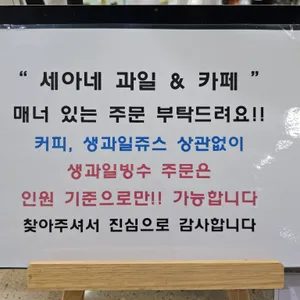 “ 세아네 과일 & 카페 ”
매너 있는 주문 부탁드려요!!
커피, 생과일쥬스 상관없이
생과일빙수 주문은
인원 기준으로만!! 가능합니다
찾아주셔서 진심으로 감사합니다